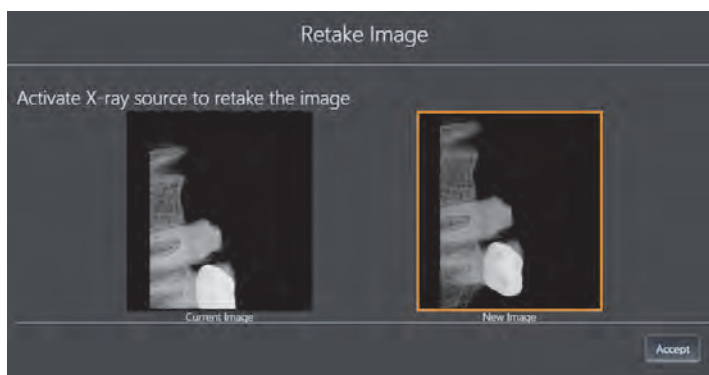 Retake Image
Activate X-ray source to retake the image
Current Image
New Image
Accept